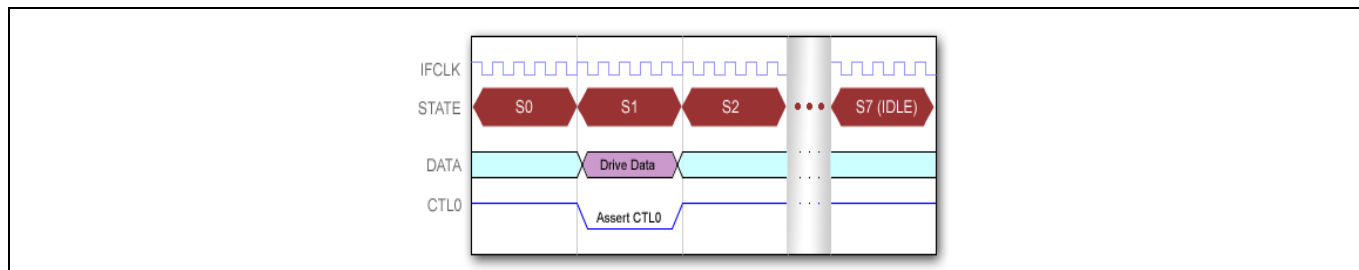 IFCLK
STATE S0 S1 S2 S7 (IDLE)
DATA Drive Data
CTL0 Assert CTL0